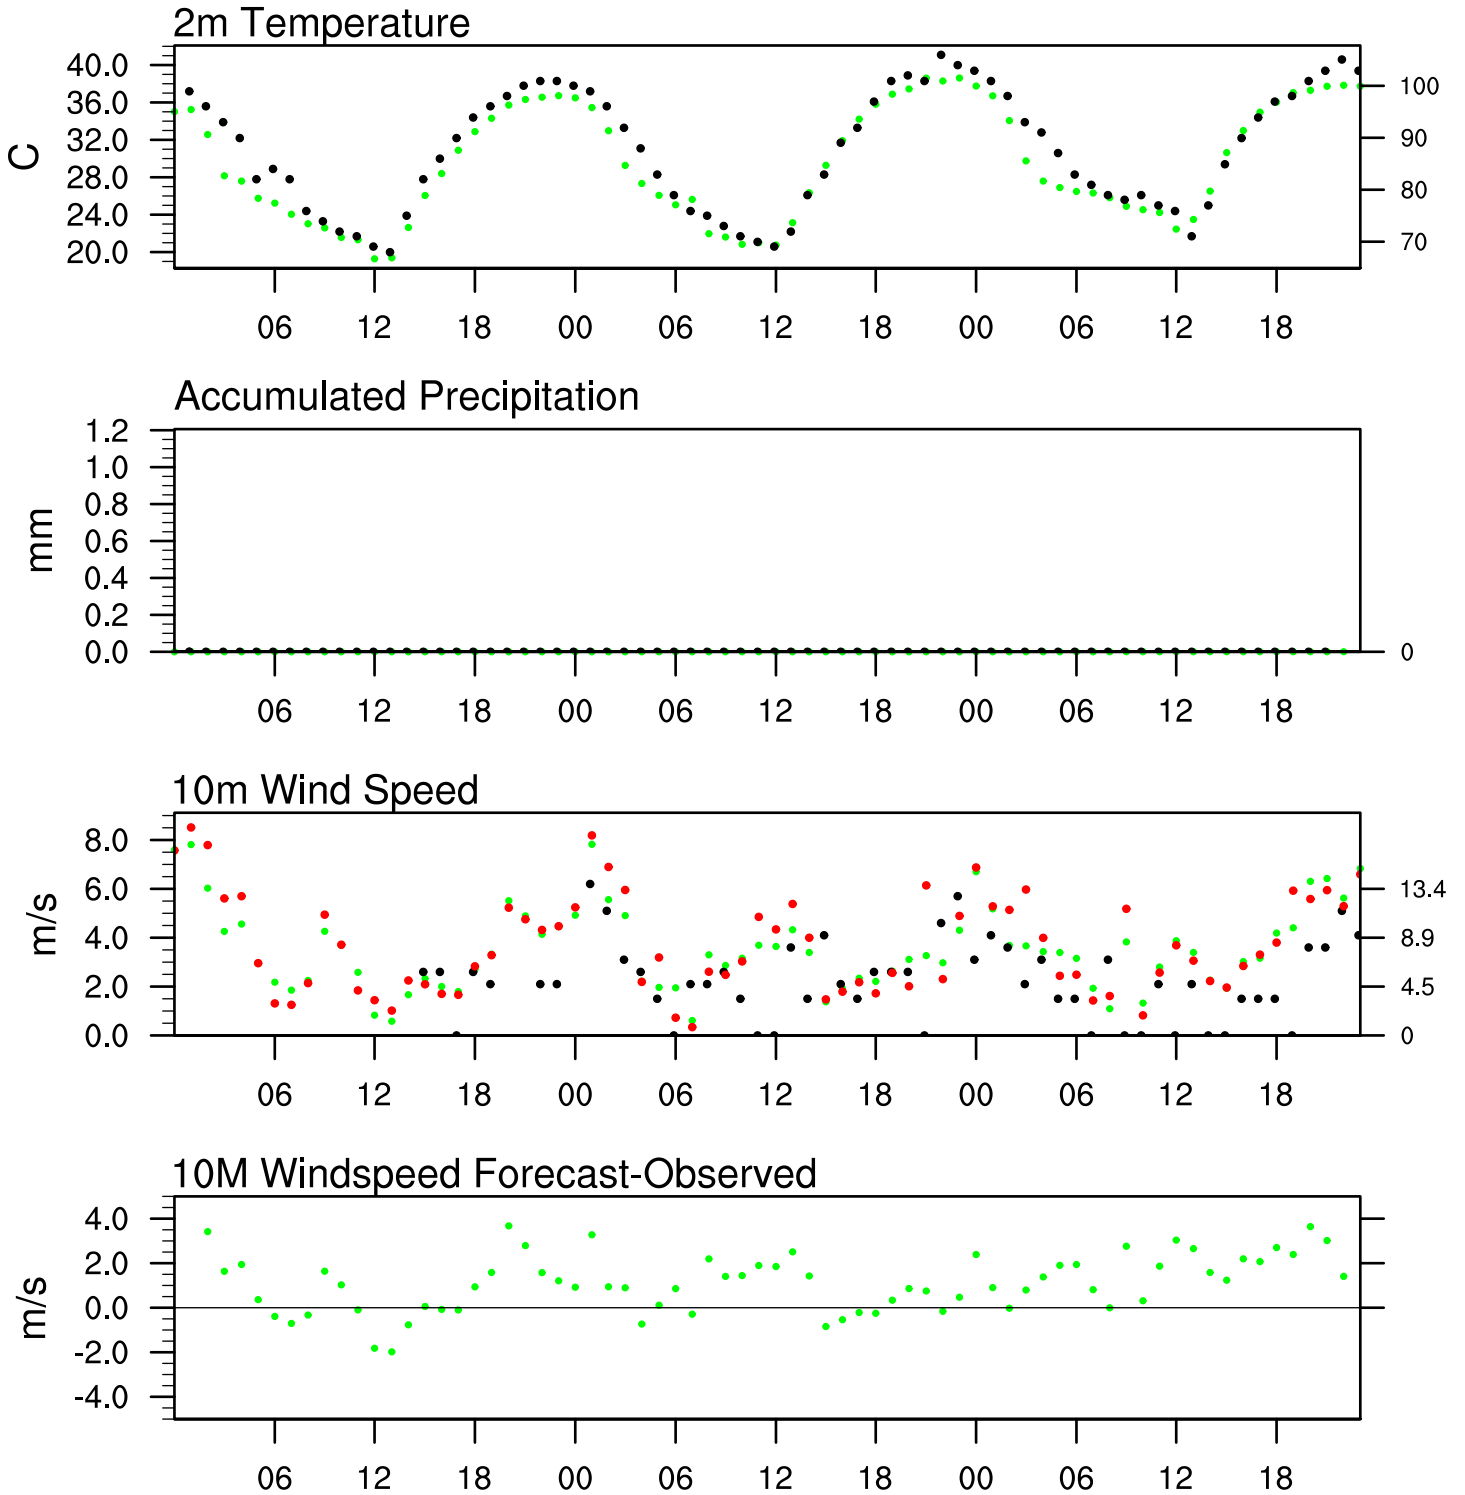 2m Temperature
40.0
36.0
32.0
28.0
24.0
20.0
C
100
90
80
70
06 12 18 00 06 12 18 00 06 12 18
Accumulated Precipitation
1.2
1.0
0.8
0.6
0.4
0.2
0.0
mm
0
06 12 18 00 06 12 18 00 06 12 18
10m Wind Speed
8.0
6.0
4.0
2.0
0.0
m/s
13.4
8.9
4.5
0
06 12 18 00 06 12 18 00 06 12 18
10M Windspeed Forecast-Observed
4.0
2.0
0.0
-2.0
-4.0
m/s
06 12 18 00 06 12 18 00 06 12 18